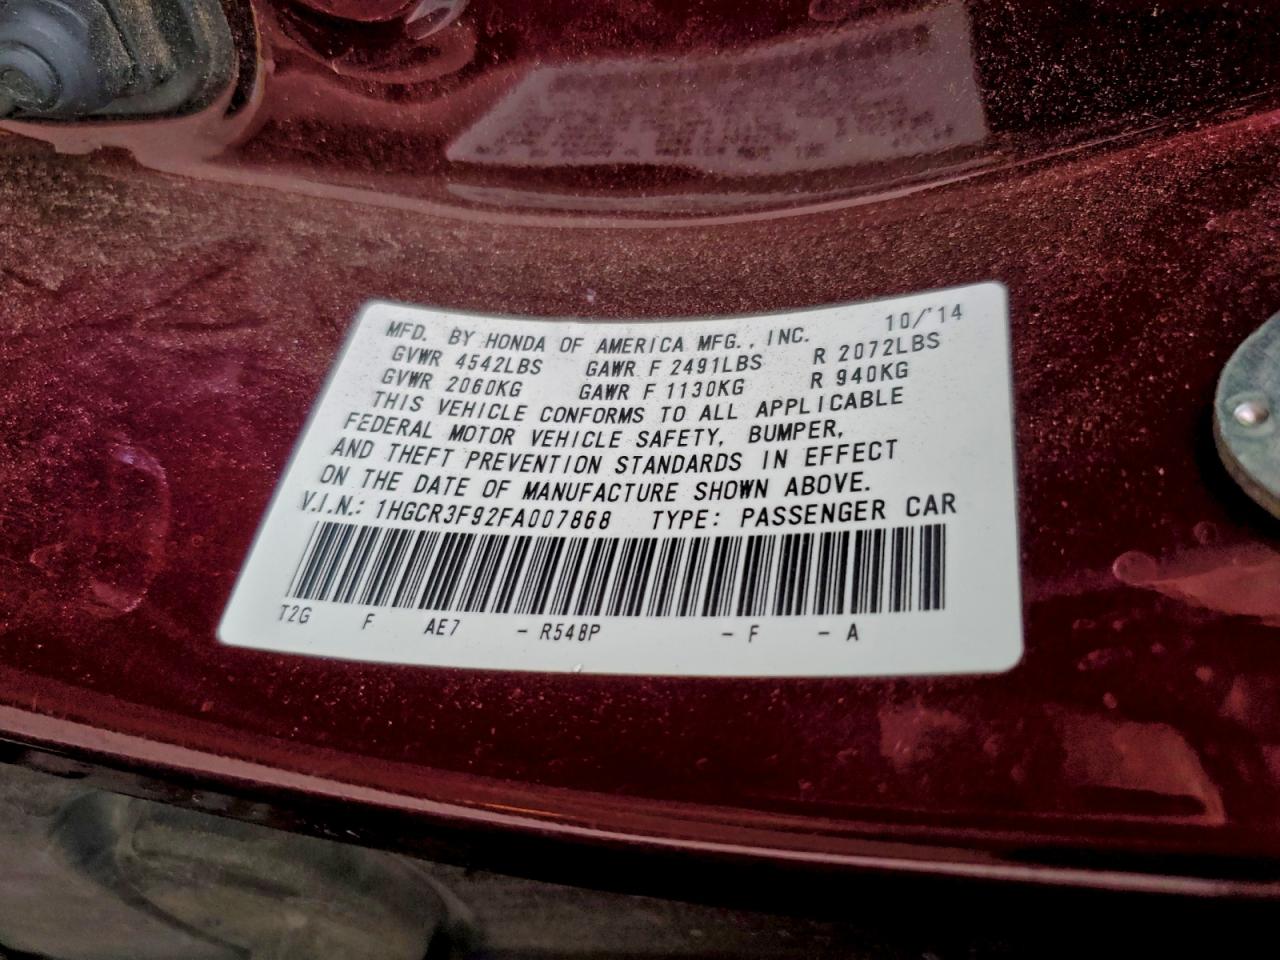 MFD. BY HONDA OF AMERICA MFG., INC. 10/'14
GVWR 4542LBS GAWR F 2491LBS R 2072LBS
GVWR 2060KG GAWR F 1130KG R 940KG
THIS VEHICLE CONFORMS TO ALL APPLICABLE
FEDERAL MOTOR VEHICLE SAFETY, BUMPER,
AND THEFT PREVENTION STANDARDS IN EFFECT
ON THE DATE OF MANUFACTURE SHOWN ABOVE.
V.I.N.: 1HGCR3F92FA007868 TYPE: PASSENGER CAR
T2G F AE7 - R548P - F - A